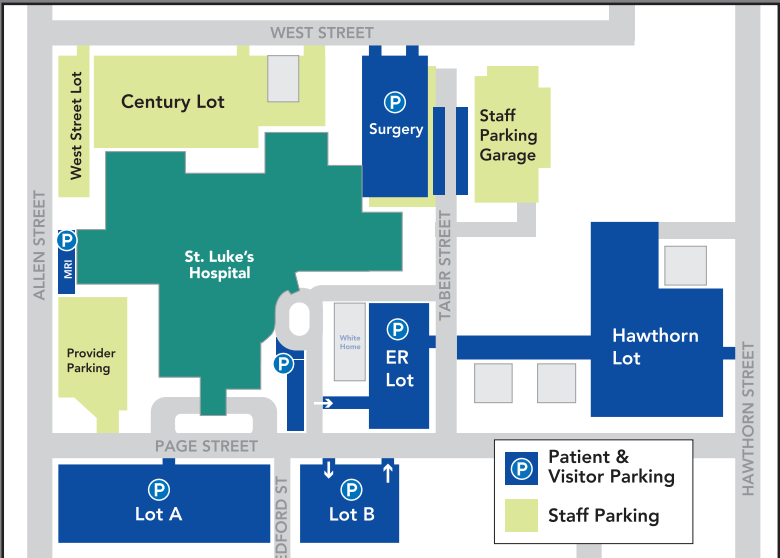 WEST STREET
West Street Lot
Century Lot
P
Surgery
Staff
Parking
Garage
ALLEN STREET
P
MRI
St. Luke's
Hospital
TABER STREET
Provider
Parking
White
Home
P
ER
Lot
P
Hawthorn
Lot
HAWTHORN STREET
PAGE STREET
P
Lot A
EDFORD ST
P
Lot B
P
Patient &
Visitor Parking
Staff Parking